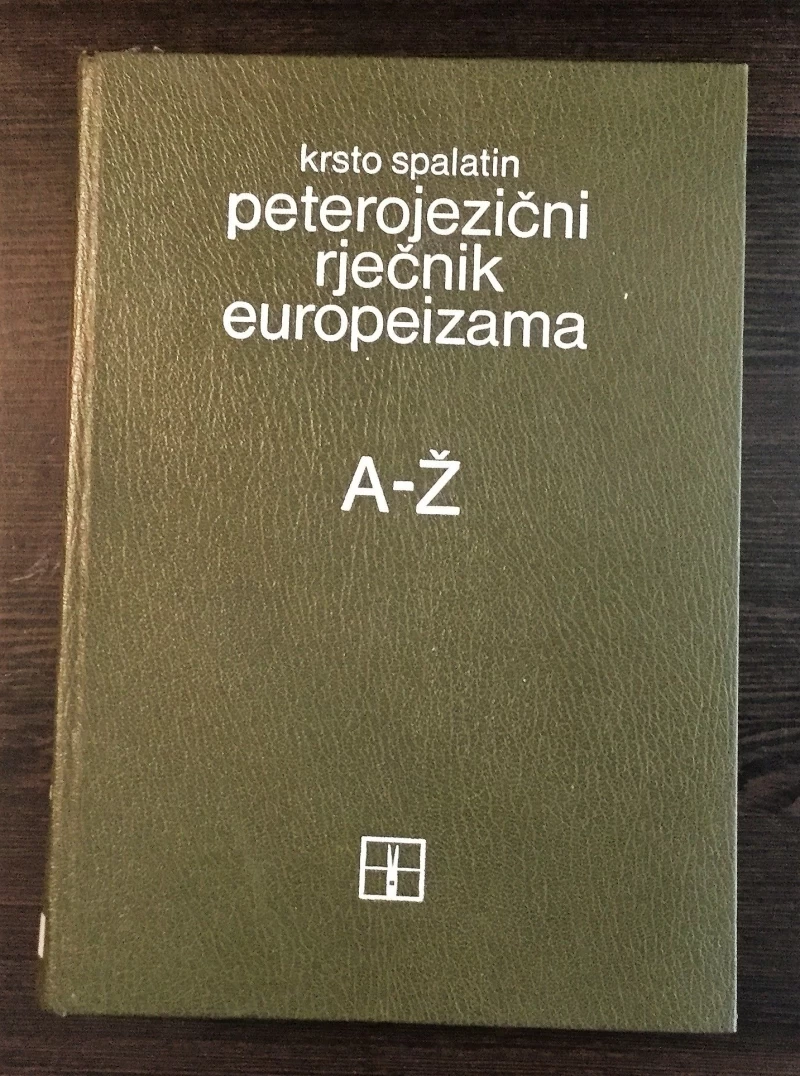 krsto spalatin
peterojezični
rječnik
europeizama
A-Ž